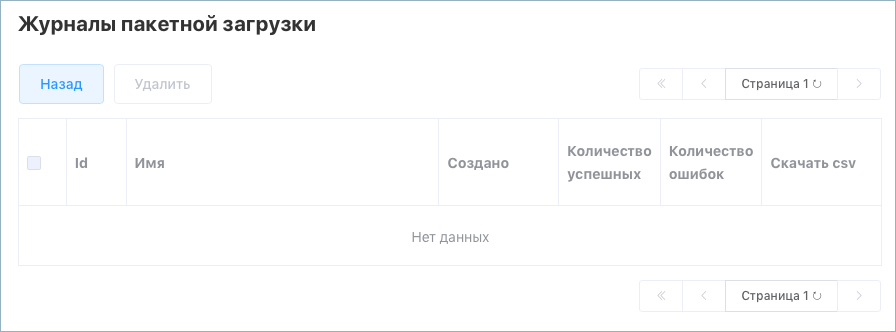 Журналы пакетной загрузки
Назад
Удалить
Страница 1
Id
Имя
Создано
Количество
успешных
Количество
ошибок
Скачать csv
Нет данных
Страница 1